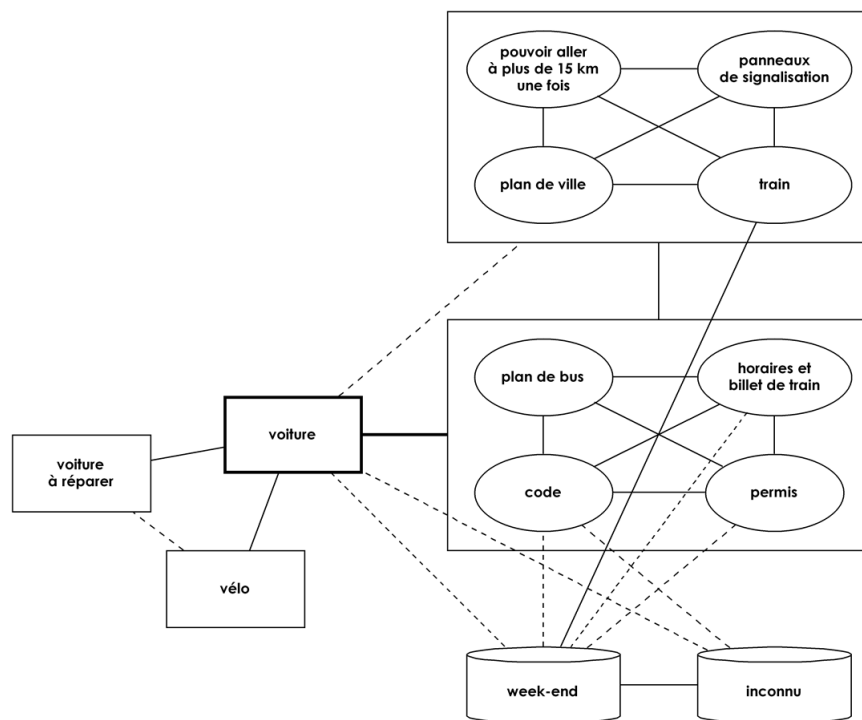 pouvoir aller
à plus de 15 km
une fois
panneaux
de signalisation
plan de ville
train
plan de bus
horaires et
billet de train
code
permis
voiture
voiture
à réparer
vélo
week-end
inconnu